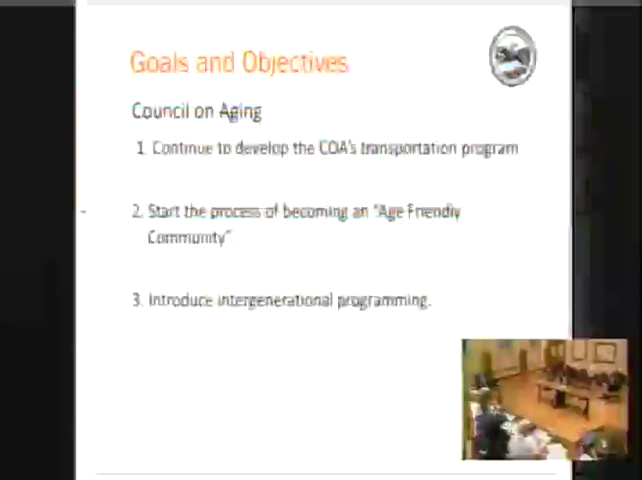 Goals and Objectives
Council on Aging
1. Continue to develop the COA's transportation program
2. Start the process of becoming an "Age Friendly
Community".
3. Introduce intergenerational programming.